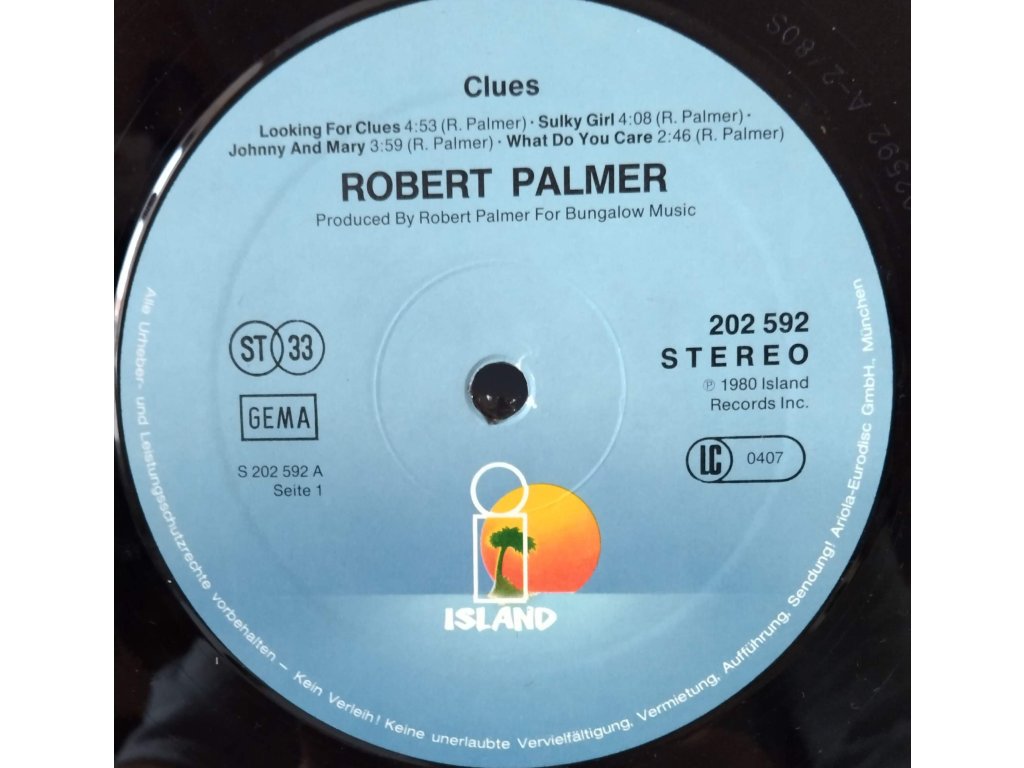 Clues
Looking For Clues 4:53 (R. Palmer) · Sulky Girl 4:08 (R. Palmer) ·
Johnny And Mary 3:59 (R. Palmer) · What Do You Care 2:46 (R. Palmer)
ROBERT PALMER
Produced By Robert Palmer For Bungalow Music
ST 33
GEMA
S 202 592 A
Seite 1
202 592
STEREO
℗ 1980 Island
Records Inc.
LC 0407
ISLAND
Alle Urheber- und Leistungsschutzrechte vorbehalten – Kein Verleih! Keine unerlaubte Vervielfältigung, Vermietung, Aufführung, Sendung! Ariola-Eurodisc GmbH., München
A-2/80S